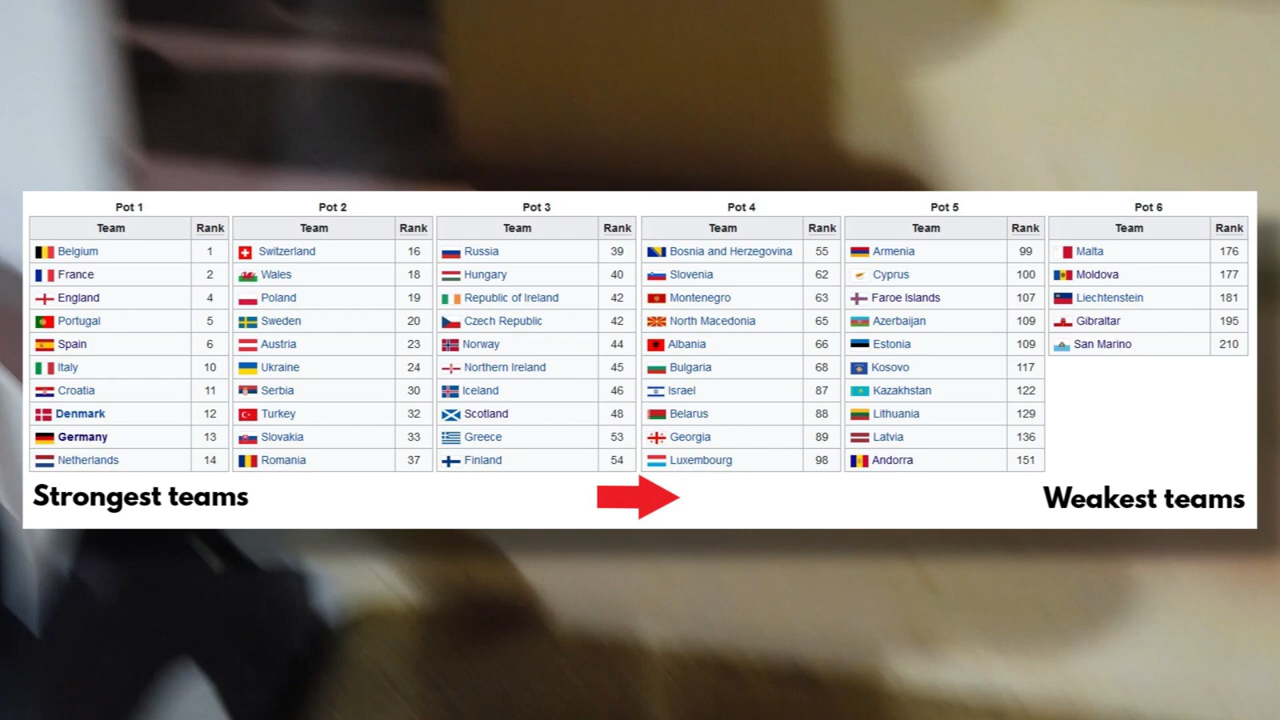 Pot 1 Pot 2 Pot 3 Pot 4 Pot 5 Pot 6
Team Rank Team Rank Team Rank Team Rank Team Rank Team Rank
Belgium 1 Switzerland 16 Russia 39 Bosnia and Herzegovina 55 Armenia 99 Malta 176
France 2 Wales 18 Hungary 40 Slovenia 62 Cyprus 100 Moldova 177
England 4 Poland 19 Republic of Ireland 42 Montenegro 63 Faroe Islands 107 Liechtenstein 181
Portugal 5 Sweden 20 Czech Republic 42 North Macedonia 65 Azerbaijan 109 Gibraltar 195
Spain 6 Austria 23 Norway 44 Albania 66 Estonia 109 San Marino 210
Italy 10 Ukraine 24 Northern Ireland 45 Bulgaria 68 Kosovo 117
Croatia 11 Serbia 30 Iceland 46 Israel 87 Kazakhstan 122
Denmark 12 Turkey 32 Scotland 48 Belarus 88 Lithuania 129
Germany 13 Slovakia 33 Greece 53 Georgia 89 Latvia 136
Netherlands 14 Romania 37 Finland 54 Luxembourg 98 Andorra 151
Strongest teams Weakest teams